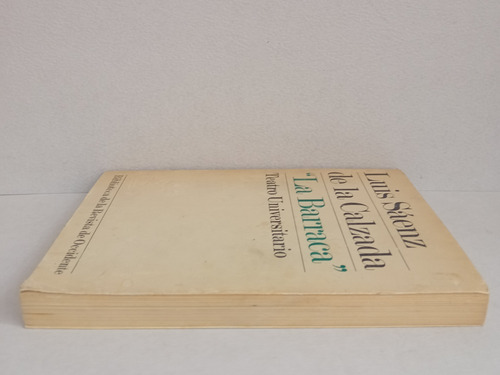 Luis Sáenz
de la Calzada
“La Barraca”
Teatro Universitario
Biblioteca de la Revista de Occidente